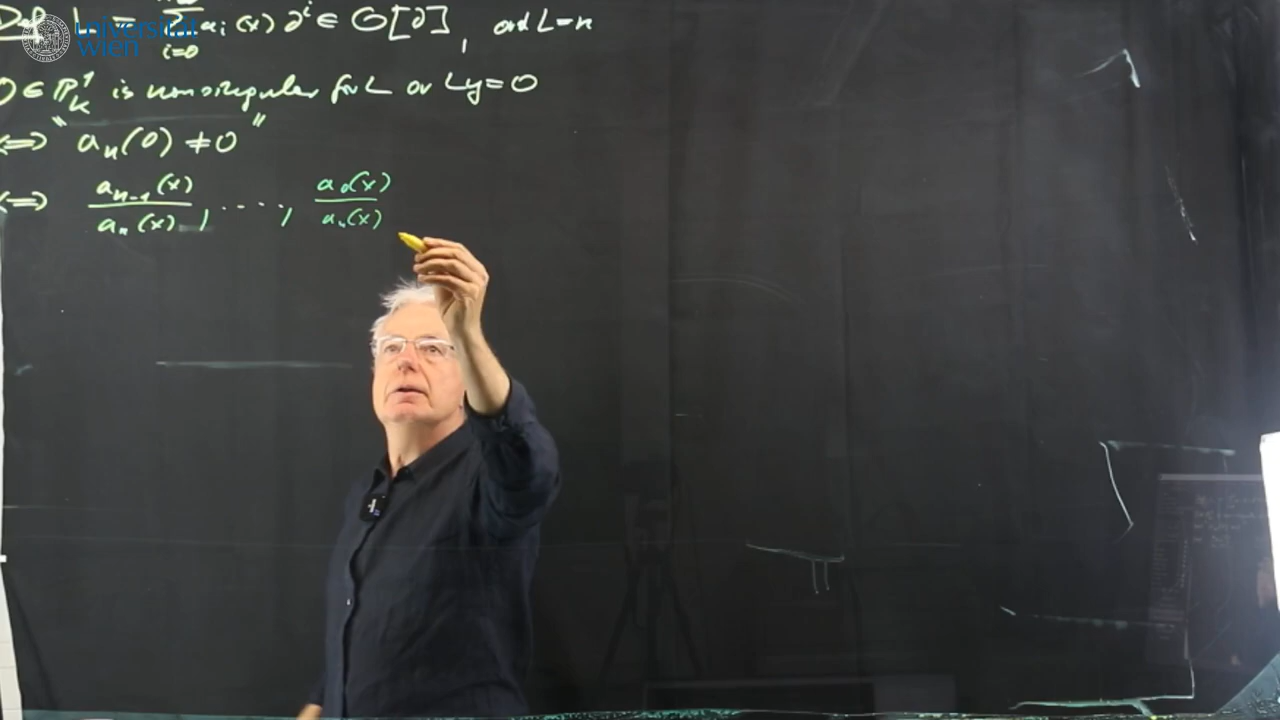 universität
wien
Def L = ∑ a_i(x) ∂^i ∈ O[∂], ord L = n
i=0
0 ∈ P^1_k is nonsingular for L or Ly=0
⟺ "a_n(0) ≠ 0"
⟺ a_{n-1}(x)/a_n(x), ...., a_0(x)/a_n(x)